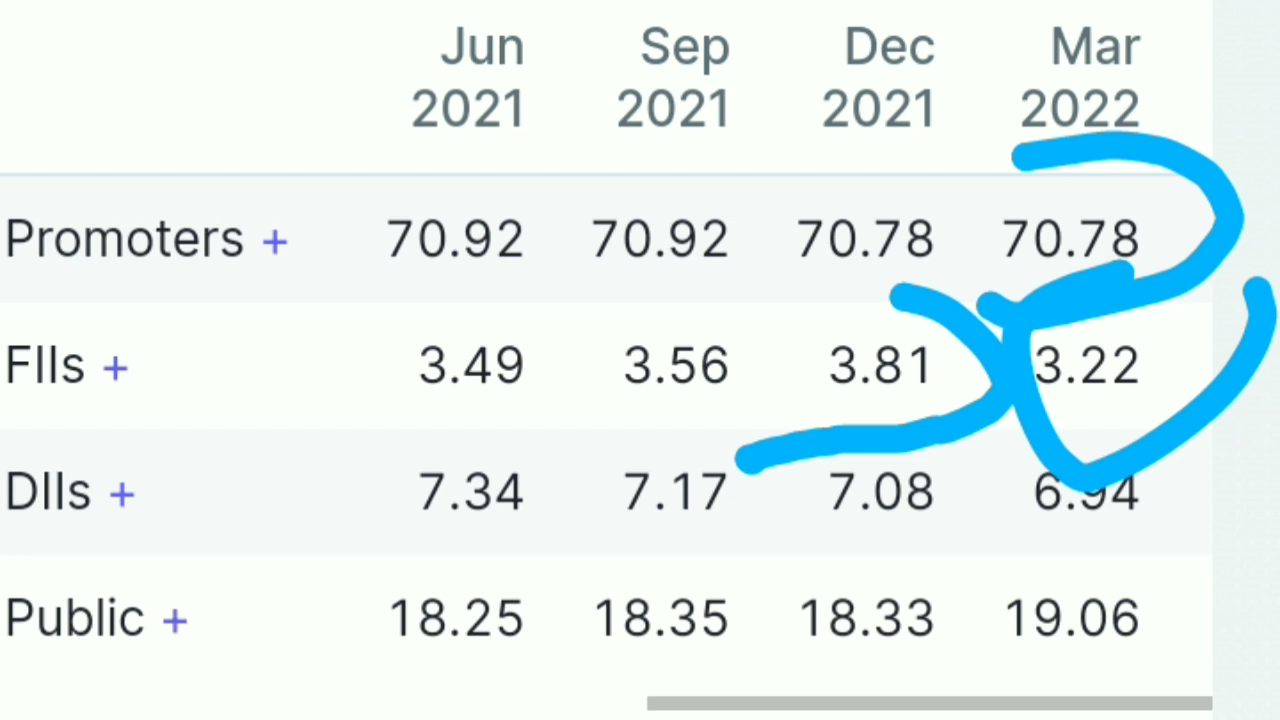 Jun Sep Dec Mar
2021 2021 2021 2022
Promoters + 70.92 70.92 70.78 70.78
FIIs + 3.49 3.56 3.81 3.22
DIIs + 7.34 7.17 7.08 6.94
Public + 18.25 18.35 18.33 19.06